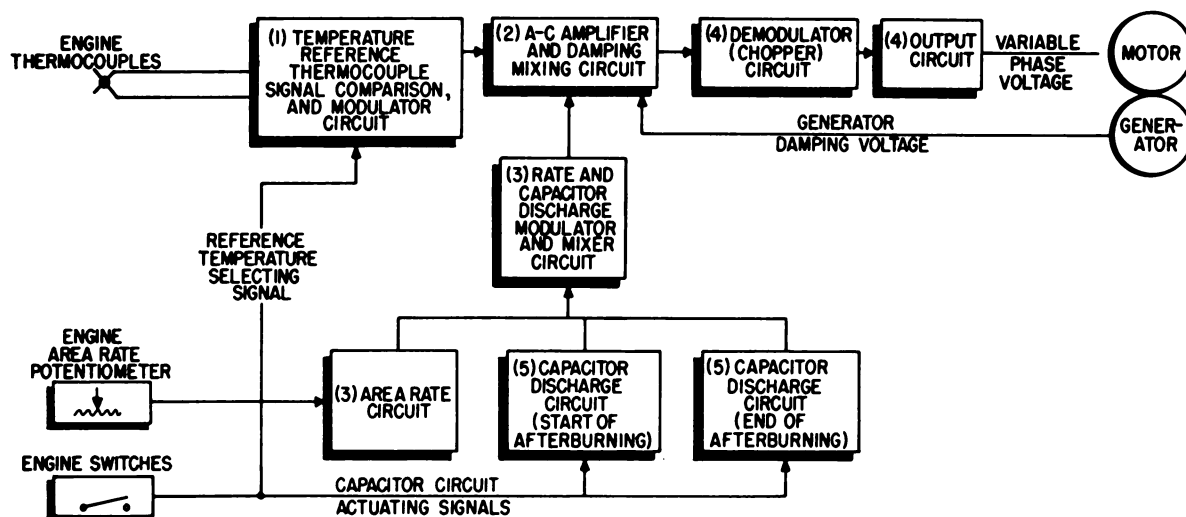 ENGINE
THERMOCOUPLES
(1) TEMPERATURE
REFERENCE
THERMOCOUPLE
SIGNAL COMPARISON,
AND MODULATOR
CIRCUIT
(2) A-C AMPLIFIER
AND DAMPING
MIXING CIRCUIT
(4) DEMODULATOR
(CHOPPER)
CIRCUIT
(4) OUTPUT
CIRCUIT
VARIABLE
PHASE
VOLTAGE
MOTOR
GENER-
ATOR
GENERATOR
DAMPING VOLTAGE
(3) RATE AND
CAPACITOR
DISCHARGE
MODULATOR
AND MIXER
CIRCUIT
REFERENCE
TEMPERATURE
SELECTING
SIGNAL
ENGINE
AREA RATE
POTENTIOMETER
(3) AREA RATE
CIRCUIT
(5) CAPACITOR
DISCHARGE
CIRCUIT
(START OF
AFTERBURNING)
(5) CAPACITOR
DISCHARGE
CIRCUIT
(END OF
AFTERBURNING)
ENGINE SWITCHES
CAPACITOR CIRCUIT
ACTUATING SIGNALS